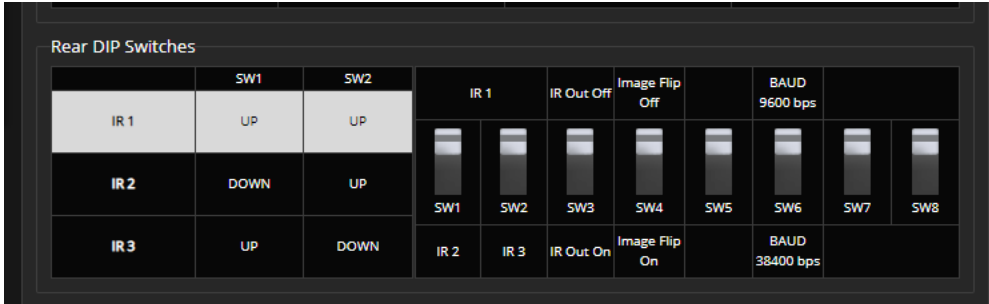 Rear DIP Switches
SW1 SW2
IR 1 UP UP
IR 2 DOWN UP
IR 3 UP DOWN
IR 1 IR Out Off Image Flip Off BAUD 9600 bps
SW1 SW2 SW3 SW4 SW5 SW6 SW7 SW8
IR 2 IR 3 IR Out On Image Flip On BAUD 38400 bps